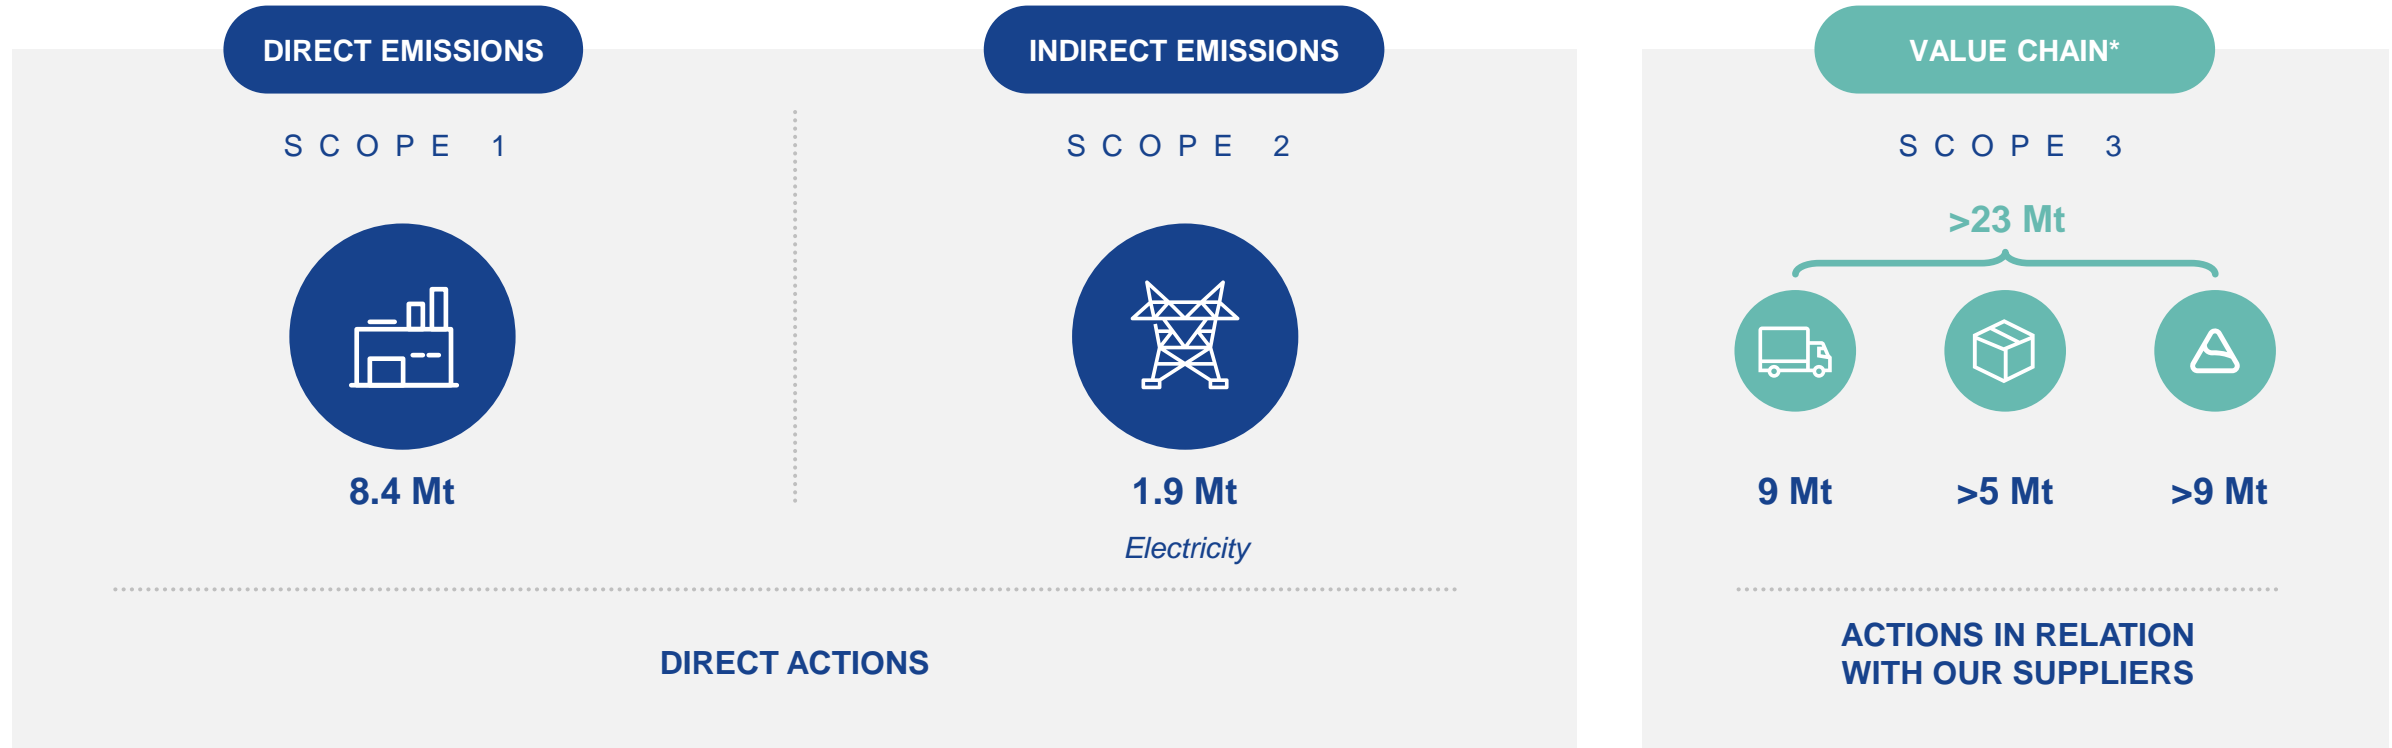 DIRECT EMISSIONS
SCOPE 1
8.4 Mt
INDIRECT EMISSIONS
SCOPE 2
1.9 Mt
Electricity
DIRECT ACTIONS
VALUE CHAIN*
SCOPE 3
>23 Mt
9 Mt >5 Mt >9 Mt
ACTIONS IN RELATION
WITH OUR SUPPLIERS